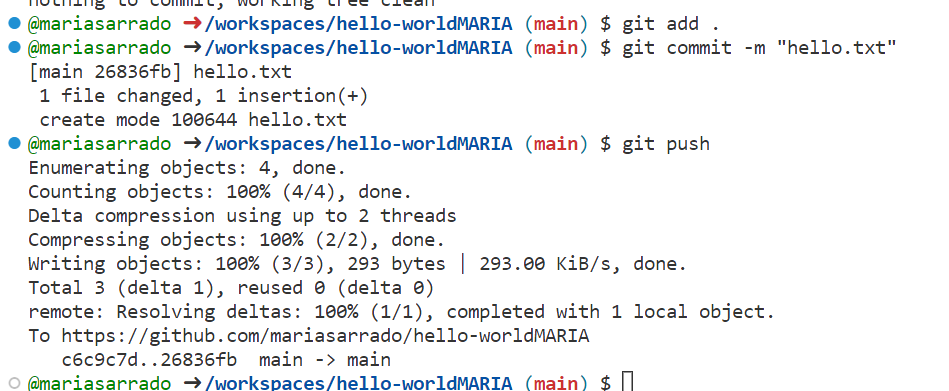 nothing to commit, working tree clean
@mariasarrado ➜/workspaces/hello-worldMARIA (main) $ git add .
@mariasarrado ➜/workspaces/hello-worldMARIA (main) $ git commit -m "hello.txt"
[main 26836fb] hello.txt
1 file changed, 1 insertion(+)
create mode 100644 hello.txt
@mariasarrado ➜/workspaces/hello-worldMARIA (main) $ git push
Enumerating objects: 4, done.
Counting objects: 100% (4/4), done.
Delta compression using up to 2 threads
Compressing objects: 100% (2/2), done.
Writing objects: 100% (3/3), 293 bytes | 293.00 KiB/s, done.
Total 3 (delta 1), reused 0 (delta 0)
remote: Resolving deltas: 100% (1/1), completed with 1 local object.
To https://github.com/mariasarrado/hello-worldMARIA
c6c9c7d..26836fb  main -> main
@mariasarrado ➜/workspaces/hello-worldMARIA (main) $